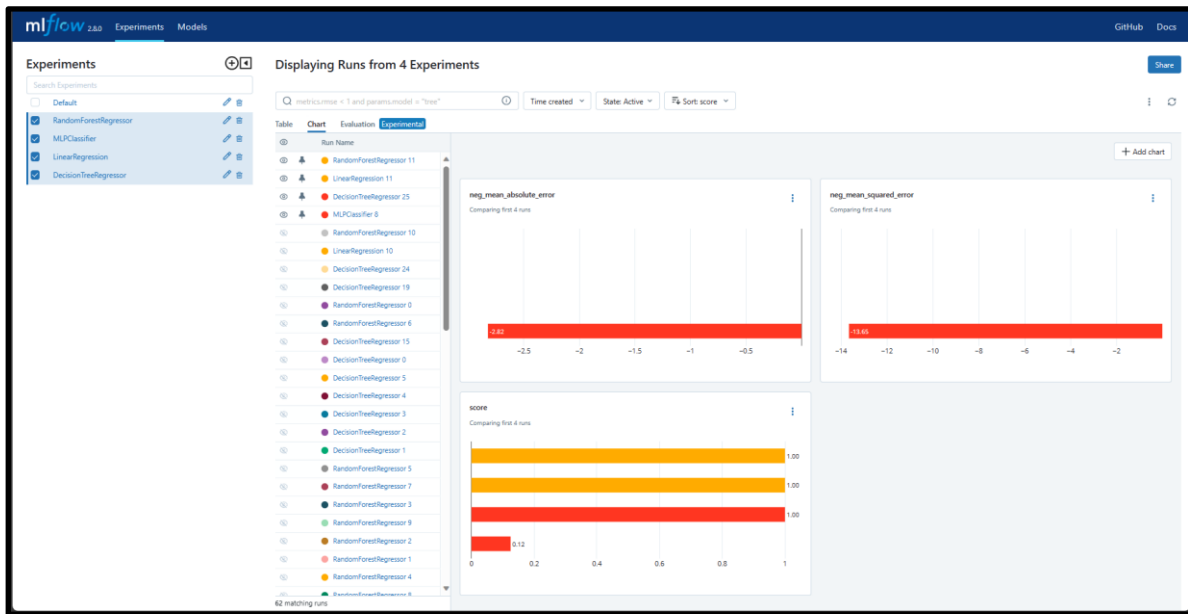 mlflow 2.8.0 Experiments Models GitHub Docs
Experiments
Search Experiments
Default
RandomForestRegressor
MLPClassifier
LinearRegression
DecisionTreeRegressor
Displaying Runs from 4 Experiments
Share
metrics.rmse < 1 and params.model = "tree"
Time created
State: Active
Sort: score
Table Chart Evaluation Experimental
Run Name
RandomForestRegressor 11
LinearRegression 11
DecisionTreeRegressor 25
MLPClassifier 8
RandomForestRegressor 10
LinearRegression 10
DecisionTreeRegressor 24
DecisionTreeRegressor 19
RandomForestRegressor 0
RandomForestRegressor 6
DecisionTreeRegressor 15
DecisionTreeRegressor 0
DecisionTreeRegressor 5
DecisionTreeRegressor 4
DecisionTreeRegressor 3
DecisionTreeRegressor 2
DecisionTreeRegressor 1
RandomForestRegressor 5
RandomForestRegressor 7
RandomForestRegressor 3
RandomForestRegressor 9
RandomForestRegressor 2
RandomForestRegressor 1
RandomForestRegressor 4
RandomForestRegressor 8
62 matching runs
+ Add chart
neg_mean_absolute_error
Comparing first 4 runs
-2.82
−2.5 −2 −1.5 −1 −0.5
neg_mean_squared_error
Comparing first 4 runs
-13.65
−14 −12 −10 −8 −6 −4 −2
score
Comparing first 4 runs
1.00
1.00
1.00
0.12
0 0.2 0.4 0.6 0.8 1